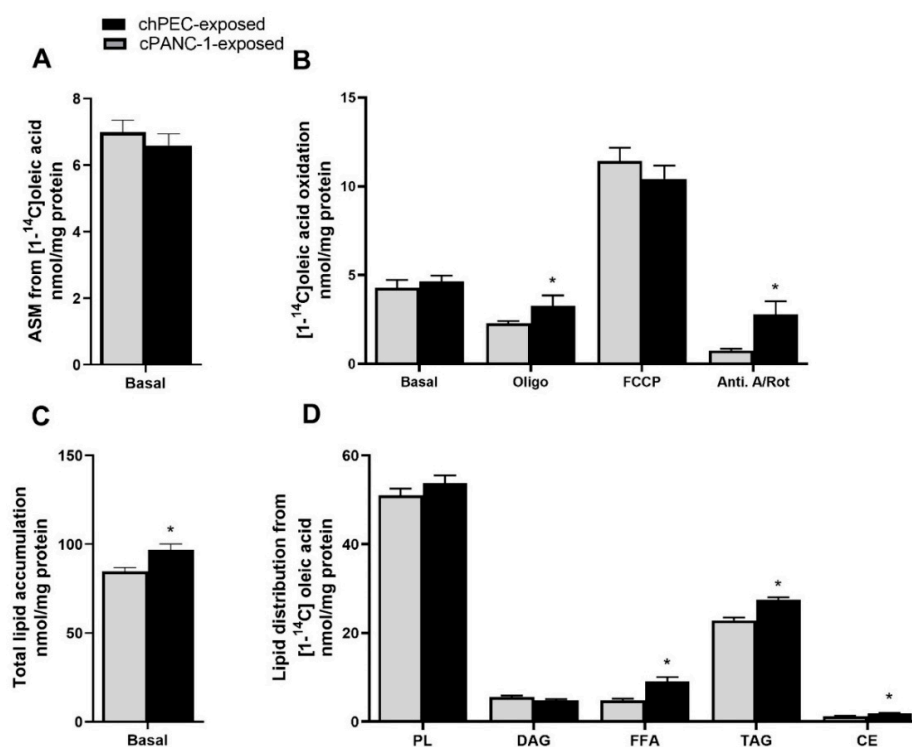 chPEC-exposed
cPANC-1-exposed
A
B
ASM from [1-¹⁴C]oleic acid
nmol/mg protein
8
6
4
2
0
Basal
[1-¹⁴C]oleic acid oxidation
nmol/mg protein
15
10
5
0
*
*
Basal Oligo FCCP Anti. A/Rot
C
D
Total lipid accumulation
nmol/mg protein
150
100
50
0
*
Basal
Lipid distribution from
[1-¹⁴C] oleic acid
nmol/mg protein
60
40
20
0
*
*
*
PL DAG FFA TAG CE